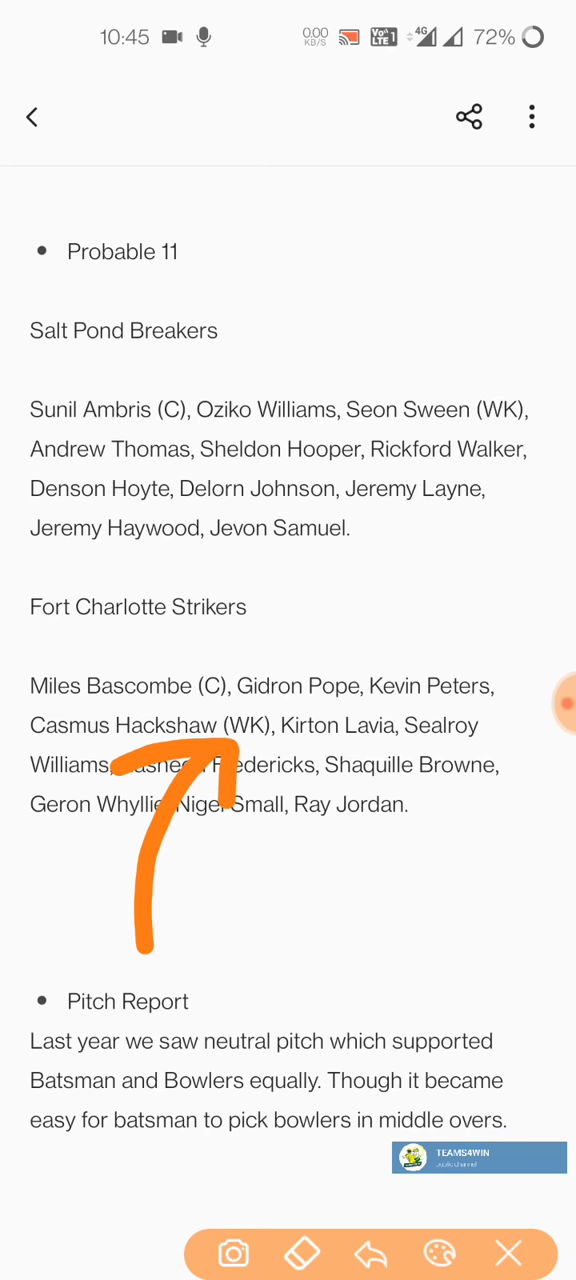 10:45 0.00 KB/S Vo LTE 1 4G 72%
• Probable 11
Salt Pond Breakers
Sunil Ambris (C), Oziko Williams, Seon Sween (WK),
Andrew Thomas, Sheldon Hooper, Rickford Walker,
Denson Hoyte, Delorn Johnson, Jeremy Layne,
Jeremy Haywood, Jevon Samuel.
Fort Charlotte Strikers
Miles Bascombe (C), Gidron Pope, Kevin Peters,
Casmus Hackshaw (WK), Kirton Lavia, Sealroy
Williams, Shaquille Browne,
Geron Small, Ray Jordan.
• Pitch Report
Last year we saw neutral pitch which supported
Batsman and Bowlers equally. Though it became
easy for batsman to pick bowlers in middle overs.
TEAMS4WIN